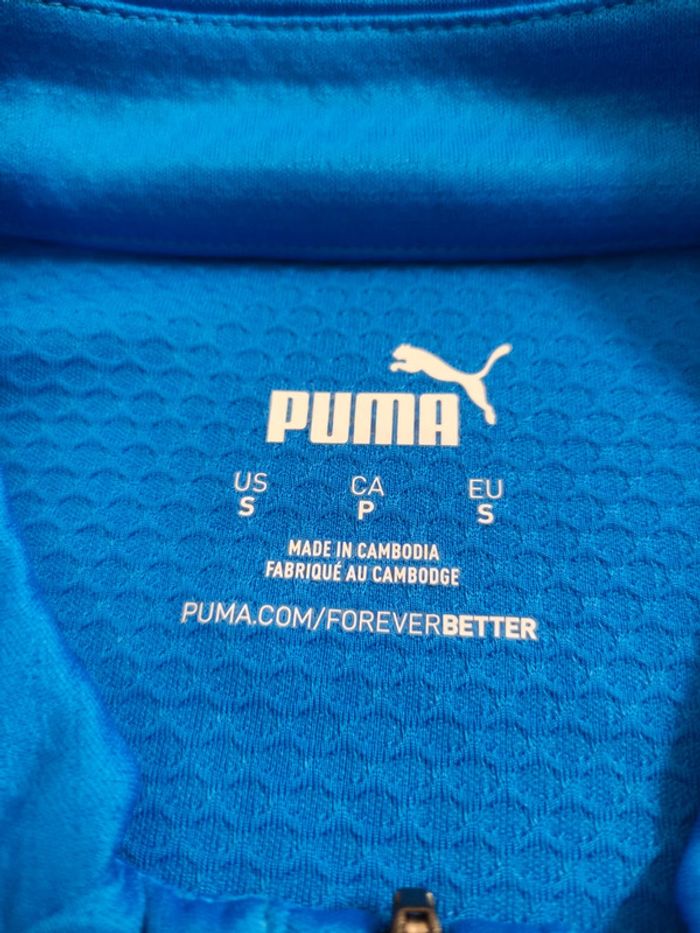 PUMA
US CA EU
S P S
MADE IN CAMBODIA
FABRIQUÉ AU CAMBODGE
PUMA.COM/FOREVERBETTER